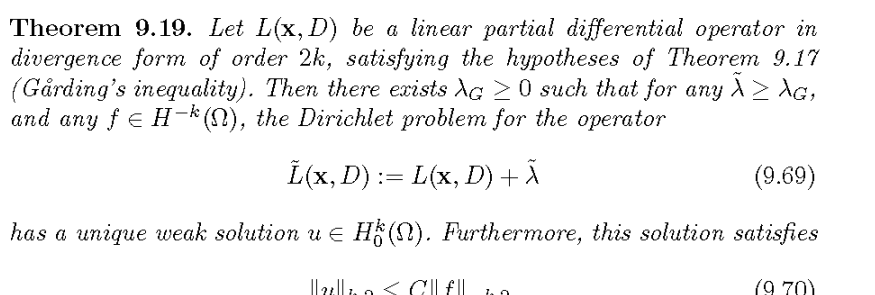 Theorem 9.19. Let L(x, D) be a linear partial differential operator in
divergence form of order 2k, satisfying the hypotheses of Theorem 9.17
(Gårding's inequality). Then there exists λ_G ≥ 0 such that for any λ̃ ≥ λ_G,
and any f ∈ H^{-k}(Ω), the Dirichlet problem for the operator
L̃(x, D) := L(x, D) + λ̃ (9.69)
has a unique weak solution u ∈ H_0^k(Ω). Furthermore, this solution satisfies
(9.70)